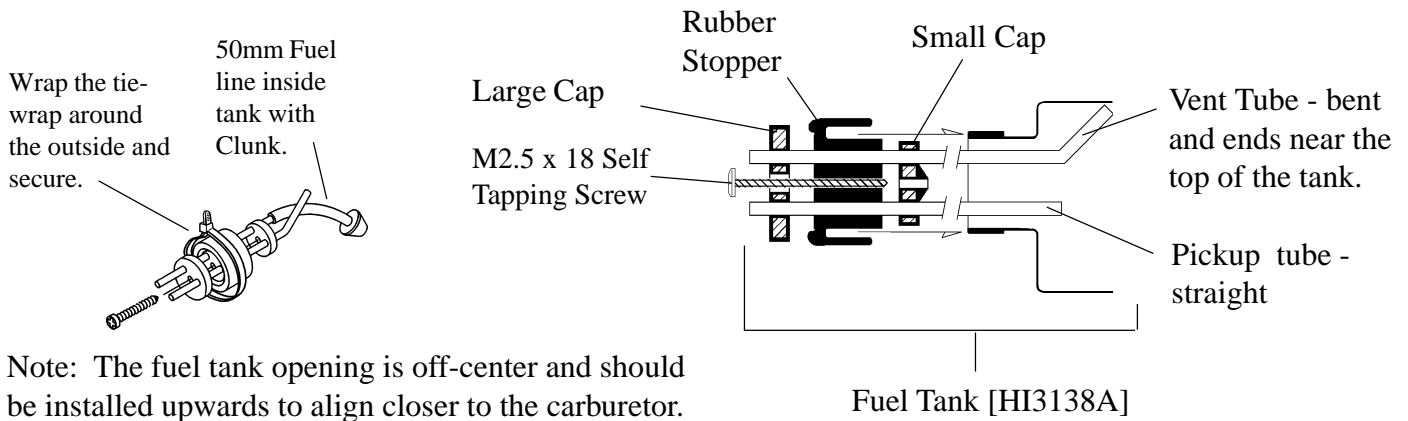 Wrap the tie-
wrap around
the outside and
secure.
50mm Fuel
line inside
tank with
Clunk.
Rubber
Stopper
Small Cap
Large Cap
M2.5 x 18 Self
Tapping Screw
Vent Tube - bent
and ends near the
top of the tank.
Pickup tube -
straight
Fuel Tank [HI3138A]
Note: The fuel tank opening is off-center and should
be installed upwards to align closer to the carburetor.